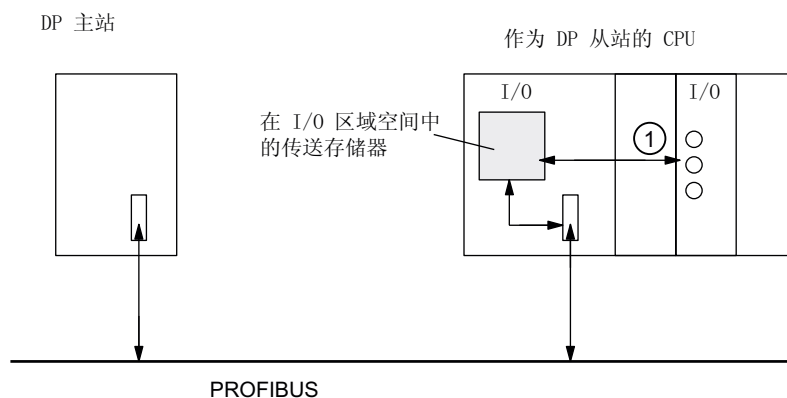 DP 主站
作为 DP 从站的 CPU
I/O
I/O
在 I/O 区域空间中
的传送存储器
1
PROFIBUS